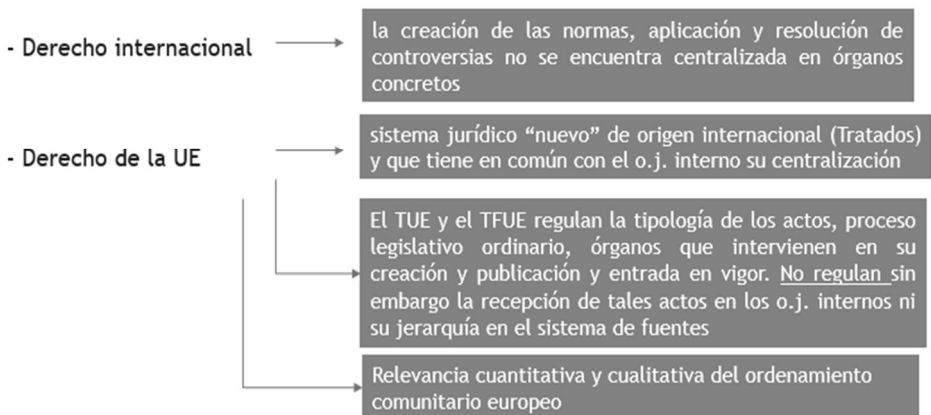 - Derecho internacional
la creación de las normas, aplicación y resolución de
controversias no se encuentra centralizada en órganos
concretos
- Derecho de la UE
sistema jurídico “nuevo” de origen internacional (Tratados)
y que tiene en común con el o.j. interno su centralización
El TUE y el TFUE regulan la tipología de los actos, proceso
legislativo ordinario, órganos que intervienen en su
creación y publicación y entrada en vigor. No regulan sin
embargo la recepción de tales actos en los o.j. internos ni
su jerarquía en el sistema de fuentes
Relevancia cuantitativa y cualitativa del ordenamiento
comunitario europeo